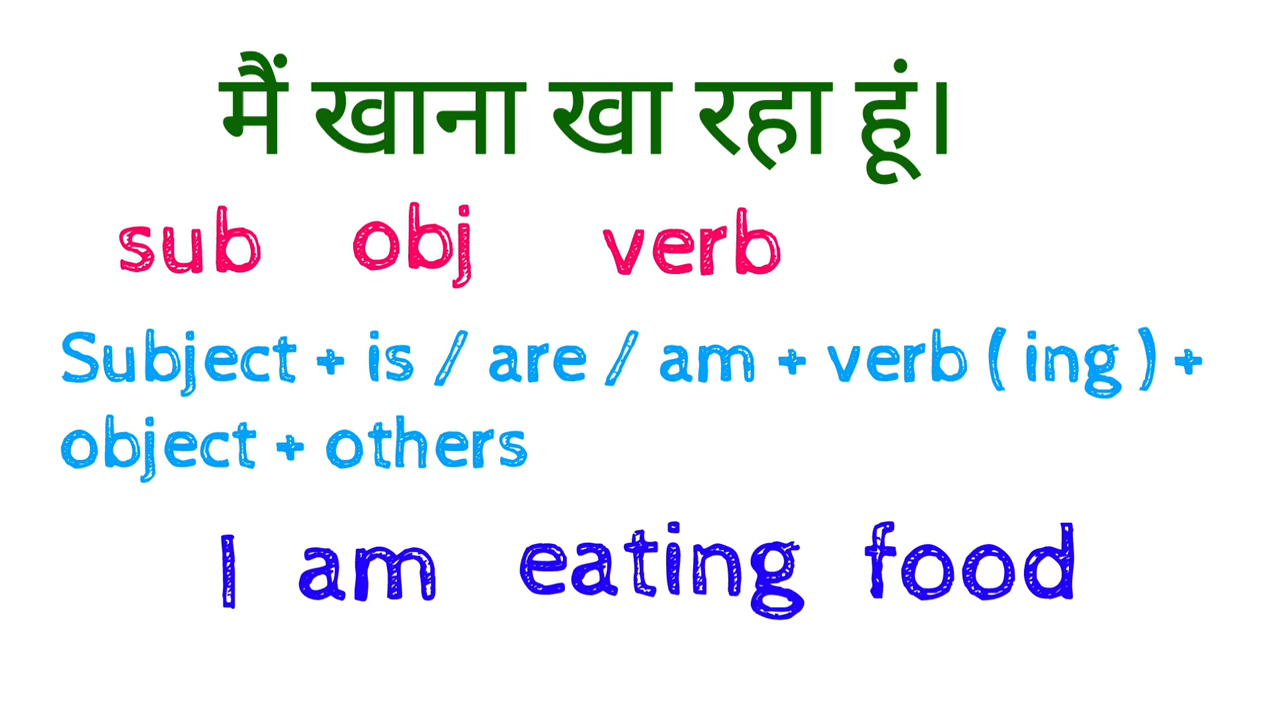 मैं खाना खा रहा हूं।
sub obj verb
Subject + is / are / am + verb ( ing ) +
object + others
I am eating food